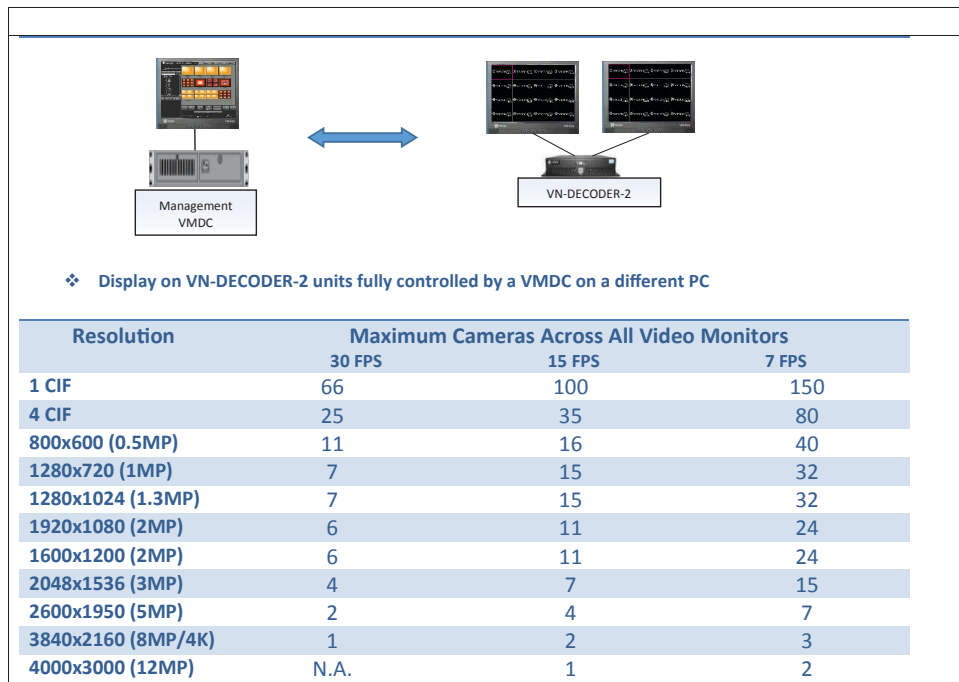 Management
VMDC
VN-DECODER-2
❖ Display on VN-DECODER-2 units fully controlled by a VMDC on a different PC
Resolution Maximum Cameras Across All Video Monitors
30 FPS 15 FPS 7 FPS
1 CIF 66 100 150
4 CIF 25 35 80
800x600 (0.5MP) 11 16 40
1280x720 (1MP) 7 15 32
1280x1024 (1.3MP) 7 15 32
1920x1080 (2MP) 6 11 24
1600x1200 (2MP) 6 11 24
2048x1536 (3MP) 4 7 15
2600x1950 (5MP) 2 4 7
3840x2160 (8MP/4K) 1 2 3
4000x3000 (12MP) N.A. 1 2